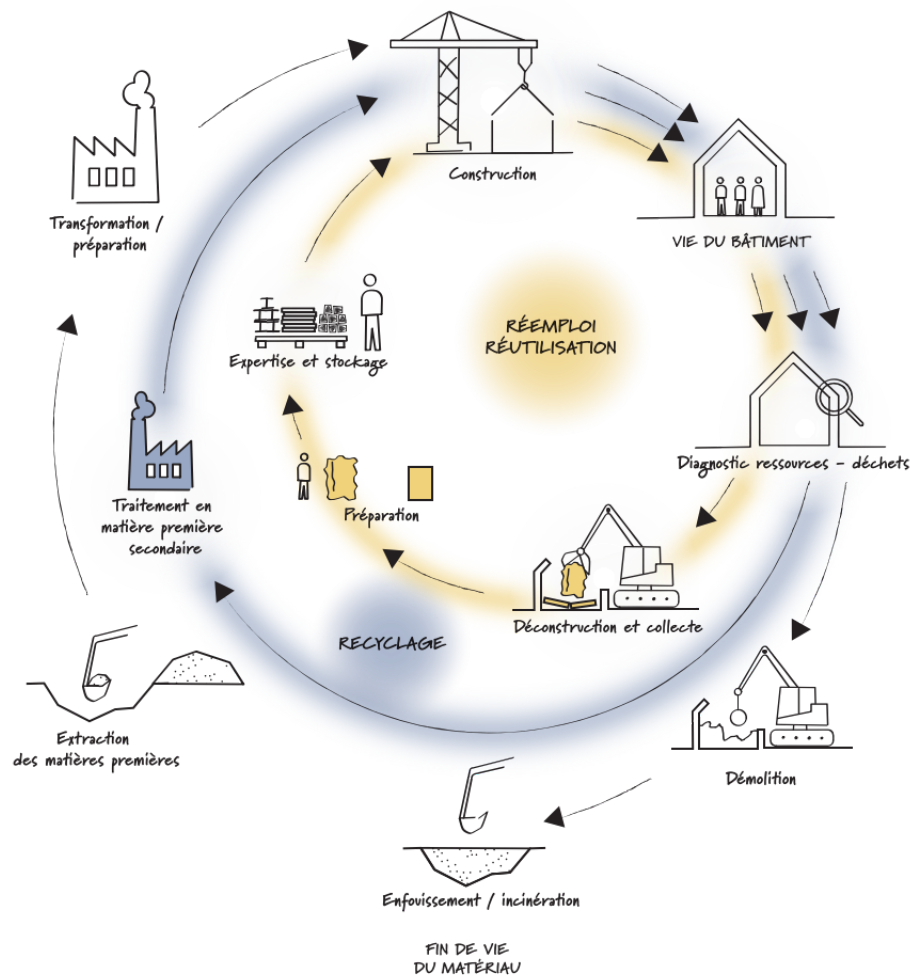 Construction
Transformation /
préparation
VIE DU BÂTIMENT
RÉEMPLOI
RÉUTILISATION
Expertise et stockage
Diagnostic ressources - déchets
Traitement en
matière première
secondaire
Préparation
Déconstruction et collecte
RECYCLAGE
Extraction
des matières premières
Démolition
Enfouissement / incinération
FIN DE VIE
DU MATÉRIAU